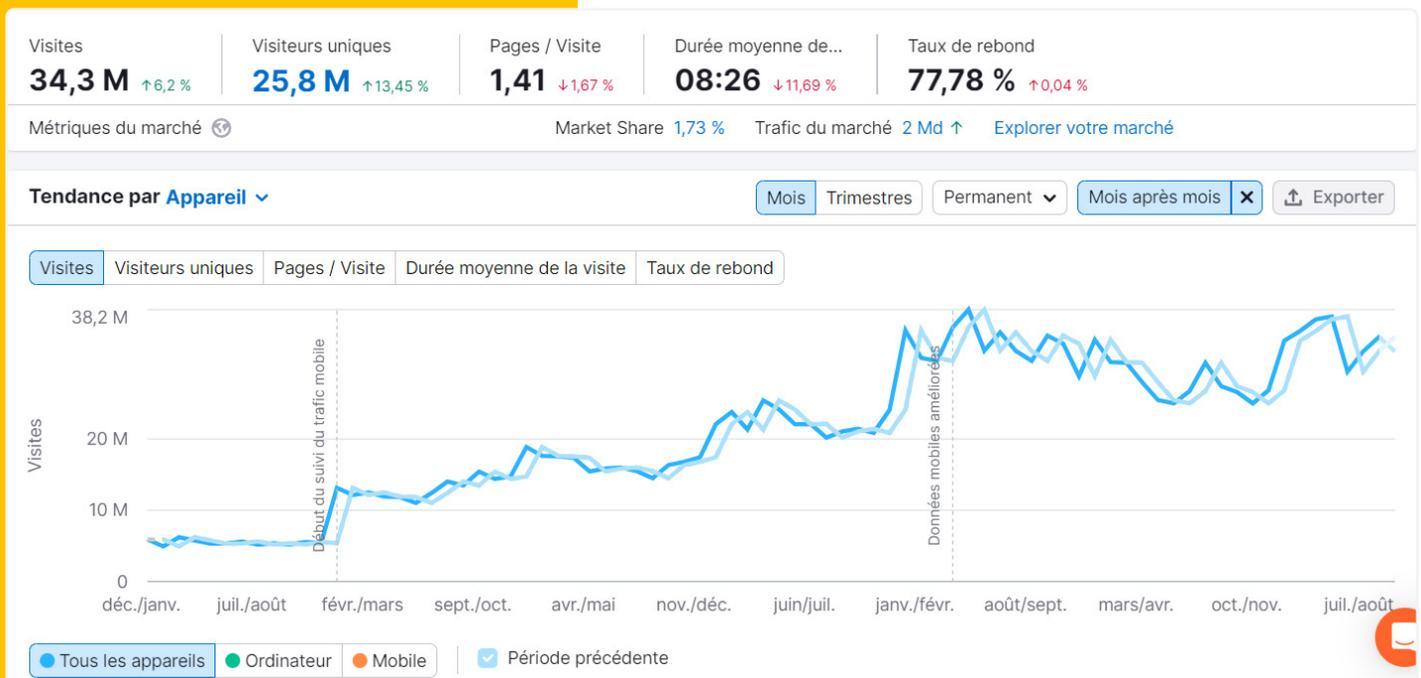 Visites
34,3 M ↑6,2 %
Visiteurs uniques
25,8 M ↑13,45 %
Pages / Visite
1,41 ↓1,67 %
Durée moyenne de...
08:26 ↓11,69 %
Taux de rebond
77,78 % ↑0,04 %
Métriques du marché
Market Share 1,73 % Trafic du marché 2 Md ↑ Explorer votre marché
Tendance par Appareil
Mois Trimestres Permanent Mois après mois Exporter
Visites Visiteurs uniques Pages / Visite Durée moyenne de la visite Taux de rebond
Visites
38,2 M
20 M
10 M
0
Début du suivi du trafic mobile
Données mobiles améliorées
déc./janv. juil./août févr./mars sept./oct. avr./mai nov./déc. juin/juil. janv./févr. août/sept. mars/avr. oct./nov. juil./août
Tous les appareils Ordinateur Mobile Période précédente